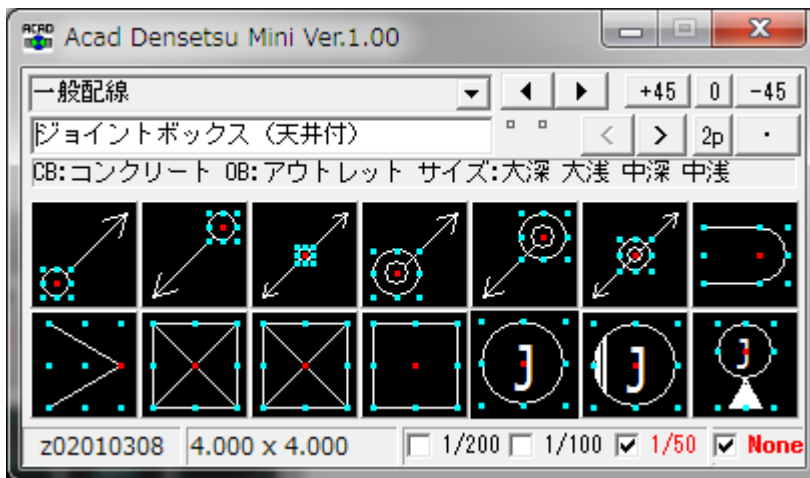 ACAD Acad Densetsu Mini Ver.1.00
一般配線 +45 0 -45
ジョイントボックス（天井付） < > 2p ・
CB:コンクリート OB:アウトレット サイズ:大深 大浅 中深 中浅
J J J
z02010308 4.000 x 4.000 1/200 1/100 1/50 None